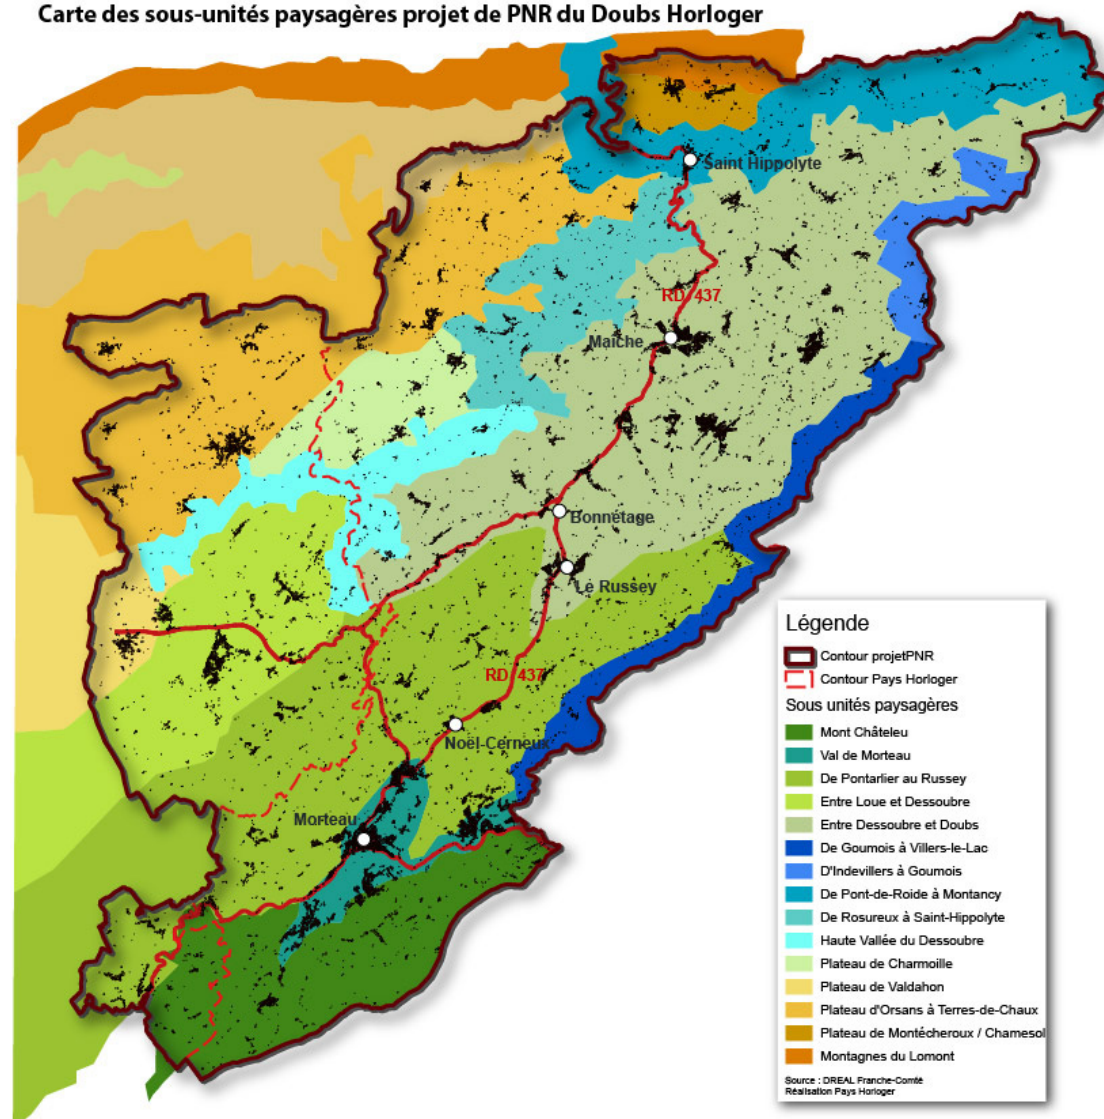 Carte des sous-unités paysagères projet de PNR du Doubs Horloger
Saint Hippolyte
RD 437
Maîche
Bonnetage
Le Russey
RD 437
Noël-Cerneux
Morteau
Légende
Contour projetPNR
Contour Pays Horloger
Sous unités paysagères
Mont Châteleu
Val de Morteau
De Pontarlier au Russey
Entre Loue et Dessoubre
Entre Dessoubre et Doubs
De Goumois à Villers-le-Lac
D'Indevillers à Goumois
De Pont-de-Roide à Montancy
De Rosureux à Saint-Hippolyte
Haute Vallée du Dessoubre
Plateau de Charmoille
Plateau de Valdahon
Plateau d'Orsans à Terres-de-Chaux
Plateau de Montécheroux / Chamesol
Montagnes du Lomont
Source : DREAL Franche-Comté
Réalisation Pays Horloger